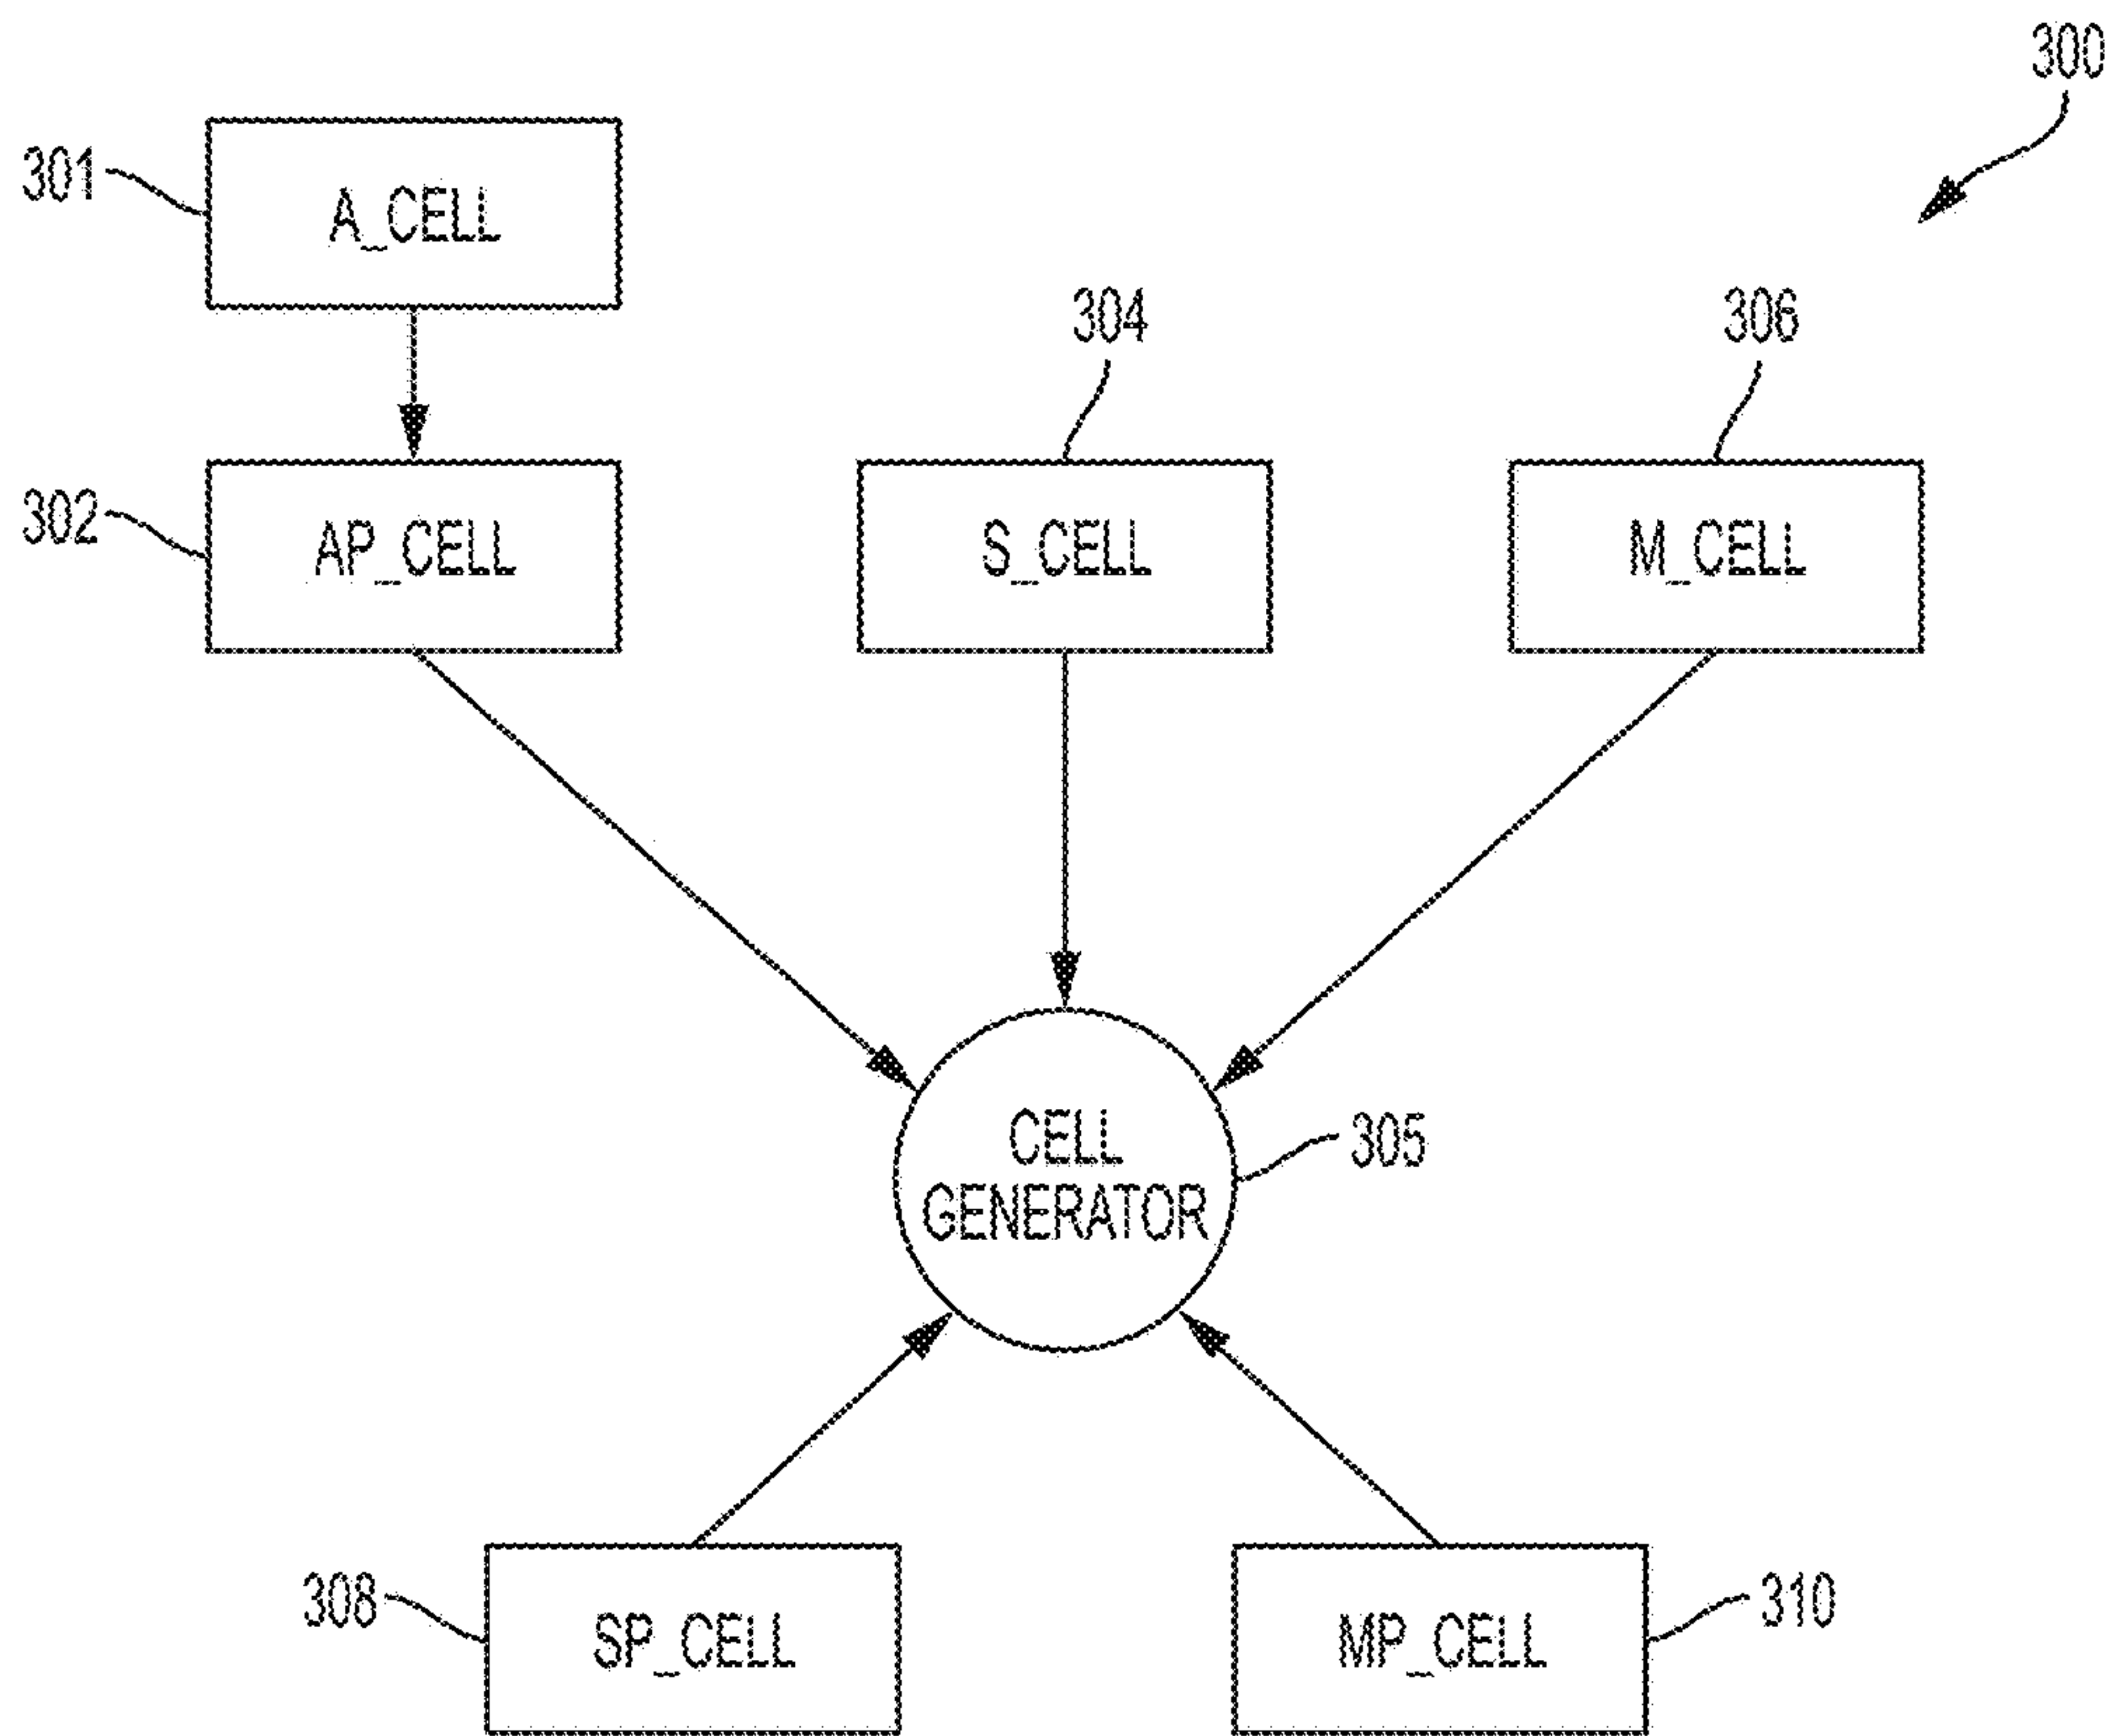 300
301
A_CELL
304
306
302
AP_CELL
S_CELL
M_CELL
CELL
GENERATOR
305
308
SP_CELL
MP_CELL
310